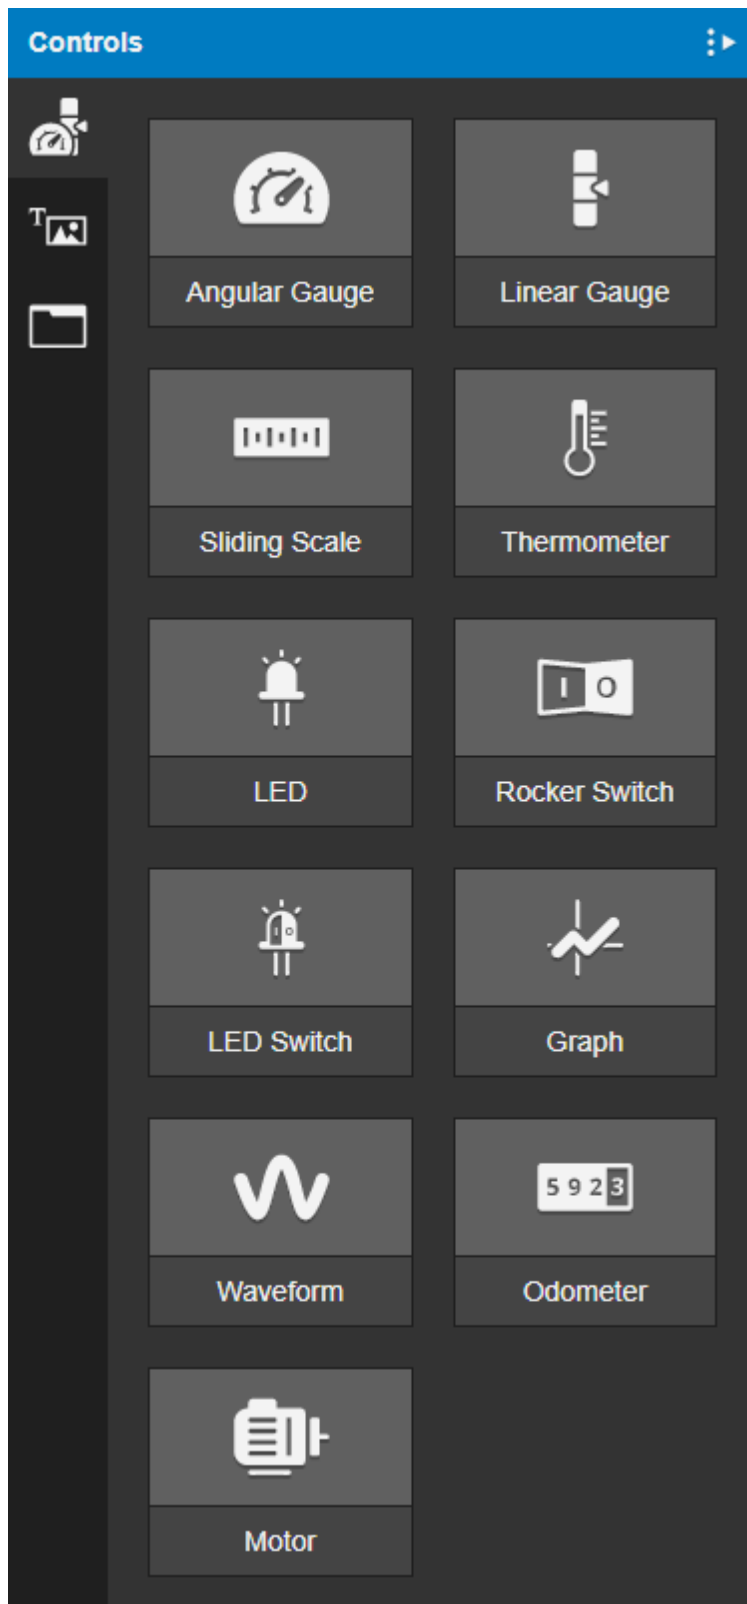 Controls
T
Angular Gauge
Linear Gauge
Sliding Scale
Thermometer
I O
LED
Rocker Switch
I O
LED Switch
Graph
5 9 2 3
Waveform
Odometer
Motor